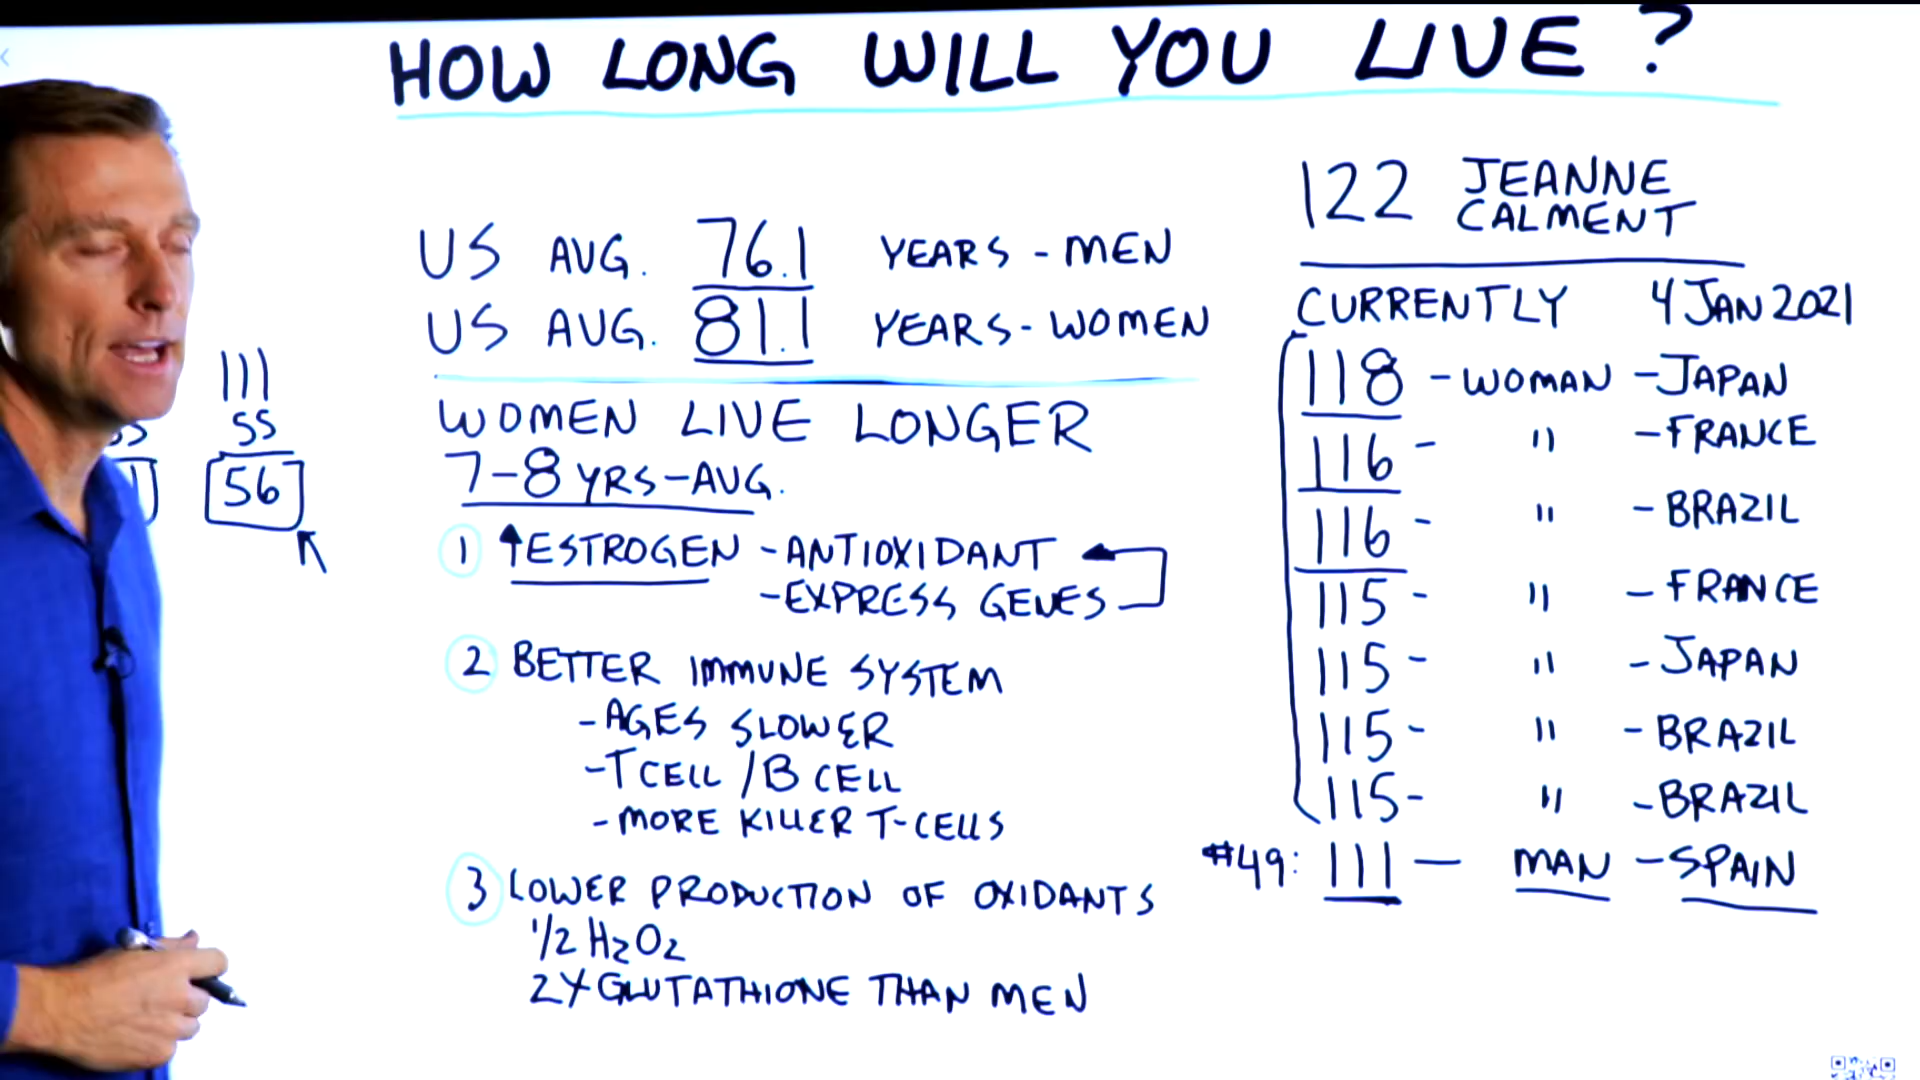 HOW LONG WILL YOU LIVE?
US AVG. 76.1 YEARS - MEN
US AVG. 81.1 YEARS - WOMEN
111
55
56
WOMEN LIVE LONGER
7-8 YRS-AVG.
1 ↑ESTROGEN - ANTIOXIDANT
- EXPRESS GENES
2 BETTER IMMUNE SYSTEM
- AGES SLOWER
- T CELL / B CELL
- MORE KILLER T-CELLS
3 LOWER PRODUCTION OF OXIDANTS
1/2 H2O2
2X GLUTATHIONE THAN MEN
122 JEANNE
CALMENT
CURRENTLY 4 JAN 2021
118 - WOMAN - JAPAN
116 - " - FRANCE
116 - " - BRAZIL
115 - " - FRANCE
115 - " - JAPAN
115 - " - BRAZIL
115 - " - BRAZIL
#49: 111 — MAN - SPAIN